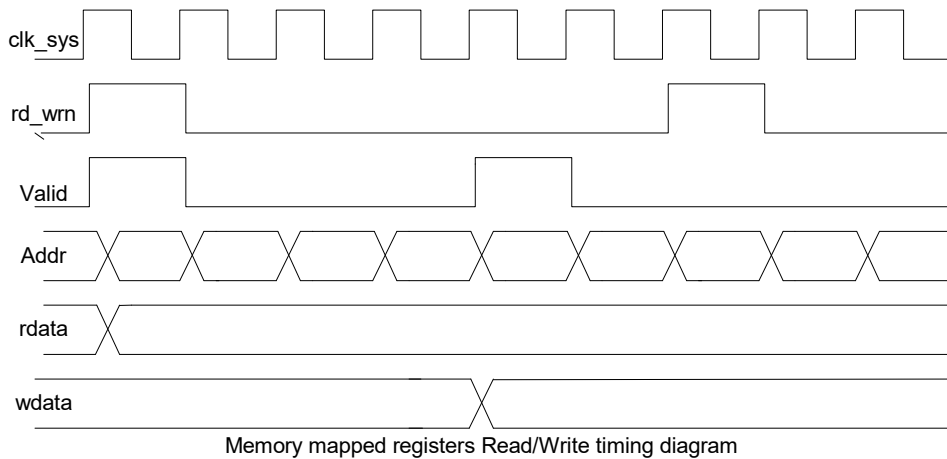 clk_sys
rd_wrn
Valid
Addr
rdata
wdata
Memory mapped registers Read/Write timing diagram